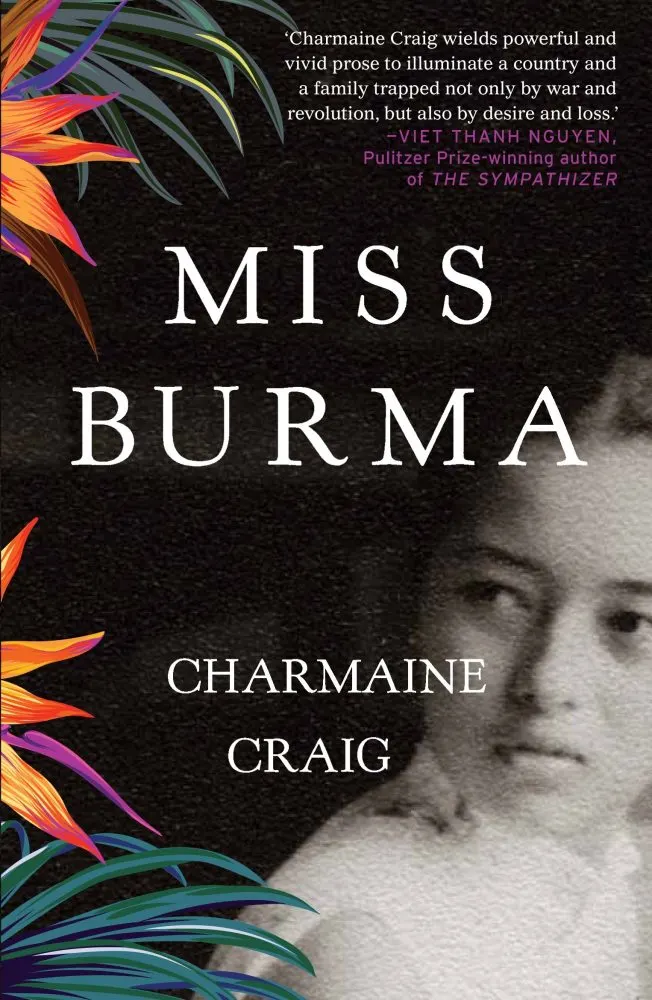 ‘Charmaine Craig wields powerful and
vivid prose to illuminate a country and
a family trapped not only by war and
revolution, but also by desire and loss.’
–VIET THANH NGUYEN,
Pulitzer Prize-winning author
of THE SYMPATHIZER
MISS
BURMA
CHARMAINE
CRAIG